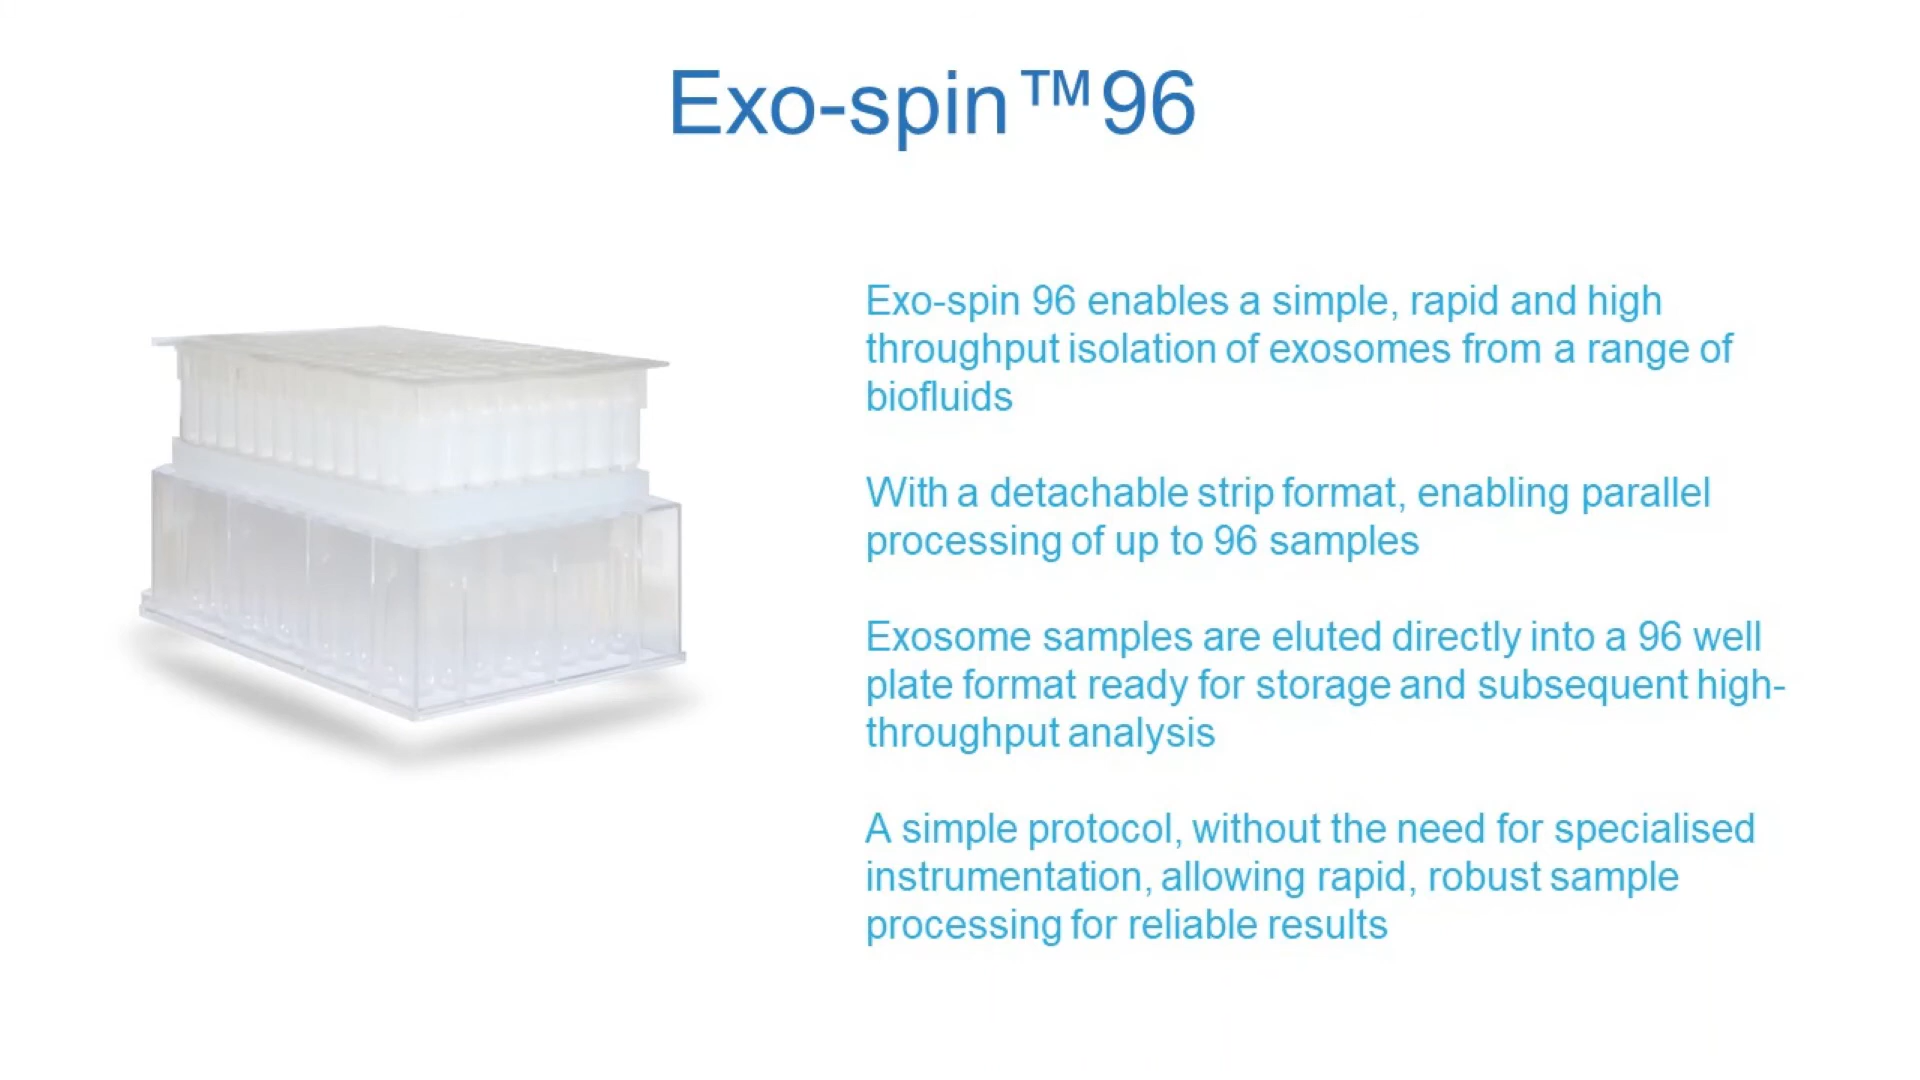 Exo-spin™96
Exo-spin 96 enables a simple, rapid and high
throughput isolation of exosomes from a range of
biofluids
With a detachable strip format, enabling parallel
processing of up to 96 samples
Exosome samples are eluted directly into a 96 well
plate format ready for storage and subsequent high-
throughput analysis
A simple protocol, without the need for specialised
instrumentation, allowing rapid, robust sample
processing for reliable results